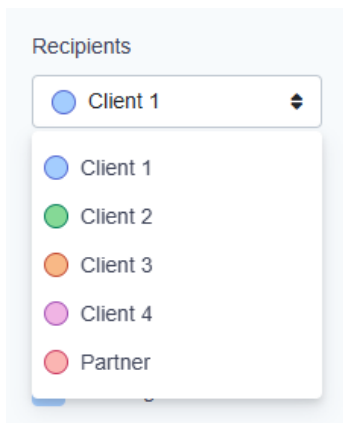 Recipients
Client 1
Client 1
Client 2
Client 3
Client 4
Partner